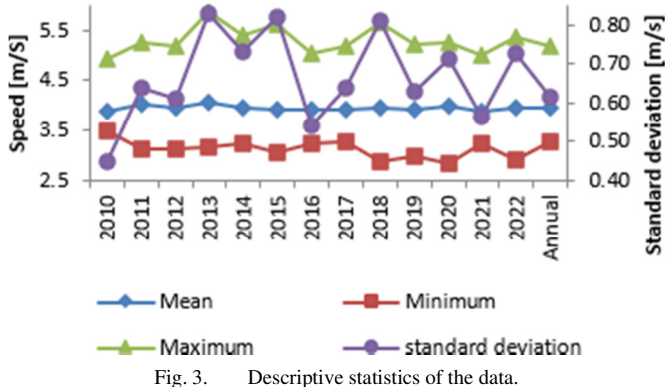 Speed [m/S]
5.5
4.5
3.5
2.5
0.80
0.70
0.60
0.50
0.40
Standard deviation [m/S]
2010
2011
2012
2013
2014
2015
2016
2017
2018
2019
2020
2021
2022
Annual
Mean
Minimum
Maximum
standard deviation
Fig. 3. Descriptive statistics of the data.